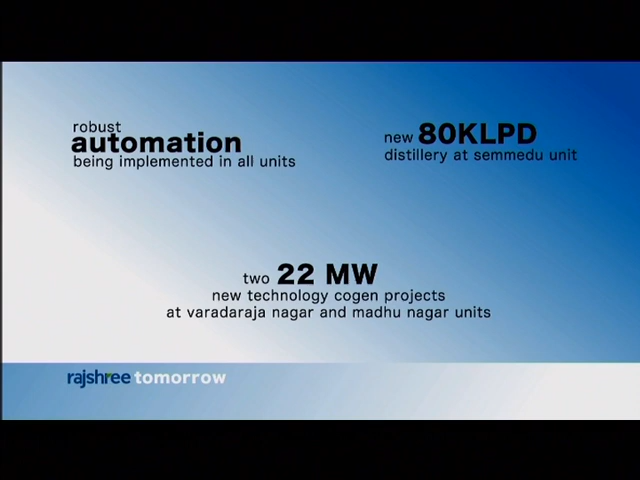 robust
automation
being implemented in all units
new 80KLPD
distillery at semmedu unit
two 22 MW
new technology cogen projects
at varadaraja nagar and madhu nagar units
rajshree tomorrow